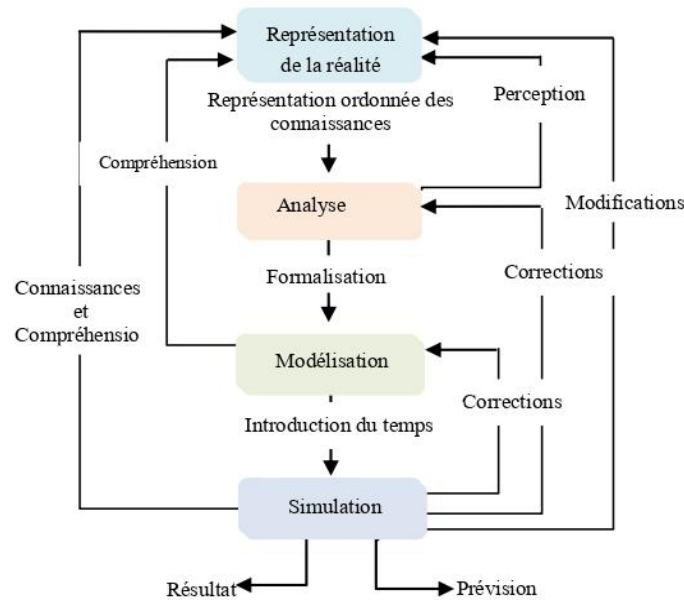 Représentation
de la réalité
Représentation ordonnée des
connaissances
Perception
Compréhension
Analyse
Modifications
Formalisation
Corrections
Connaissances
et
Compréhensio
Modélisation
Corrections
Introduction du temps
Simulation
Résultat
Prévision